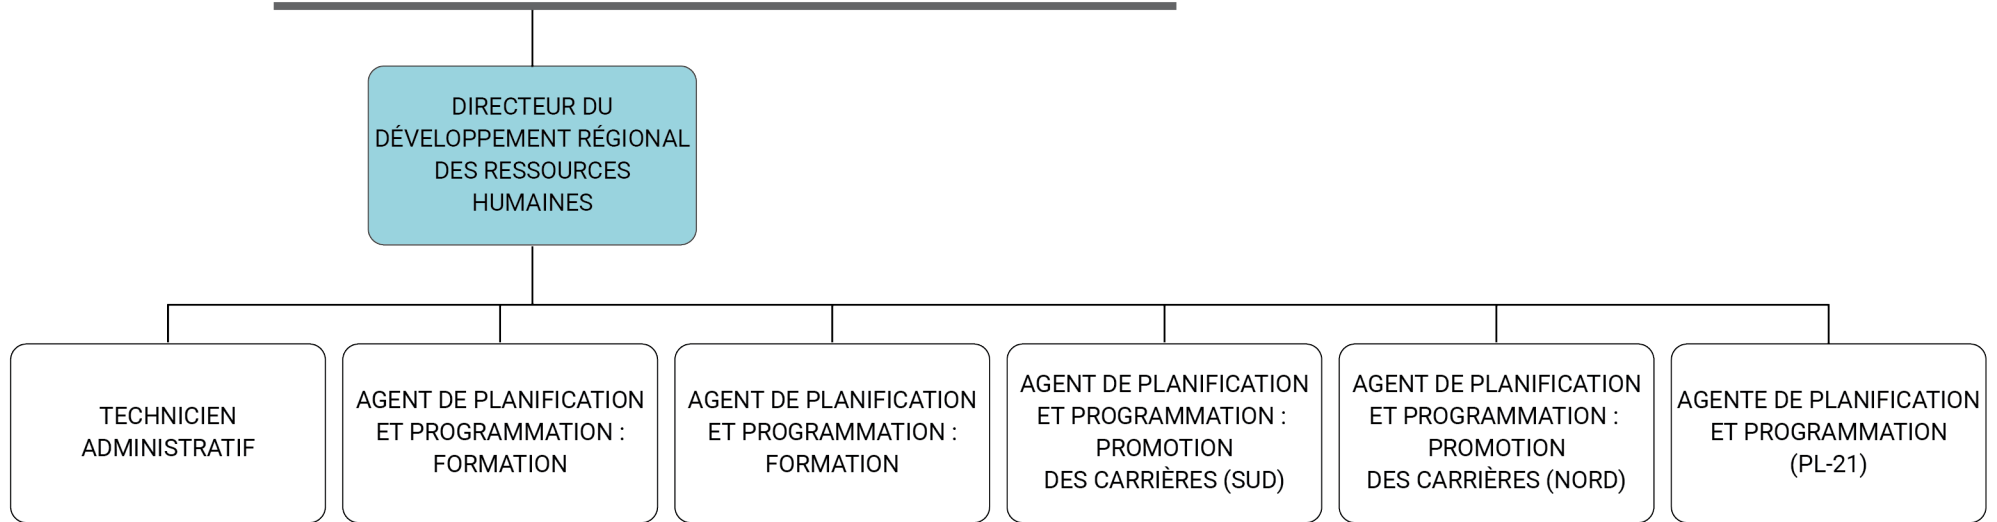 DIRECTEUR DU
DÉVELOPPEMENT RÉGIONAL
DES RESSOURCES
HUMAINES
TECHNICIEN
ADMINISTRATIF
AGENT DE PLANIFICATION
ET PROGRAMMATION :
FORMATION
AGENT DE PLANIFICATION
ET PROGRAMMATION :
FORMATION
AGENT DE PLANIFICATION
ET PROGRAMMATION :
PROMOTION
DES CARRIÈRES (SUD)
AGENT DE PLANIFICATION
ET PROGRAMMATION :
PROMOTION
DES CARRIÈRES (NORD)
AGENTE DE PLANIFICATION
ET PROGRAMMATION
(PL-21)